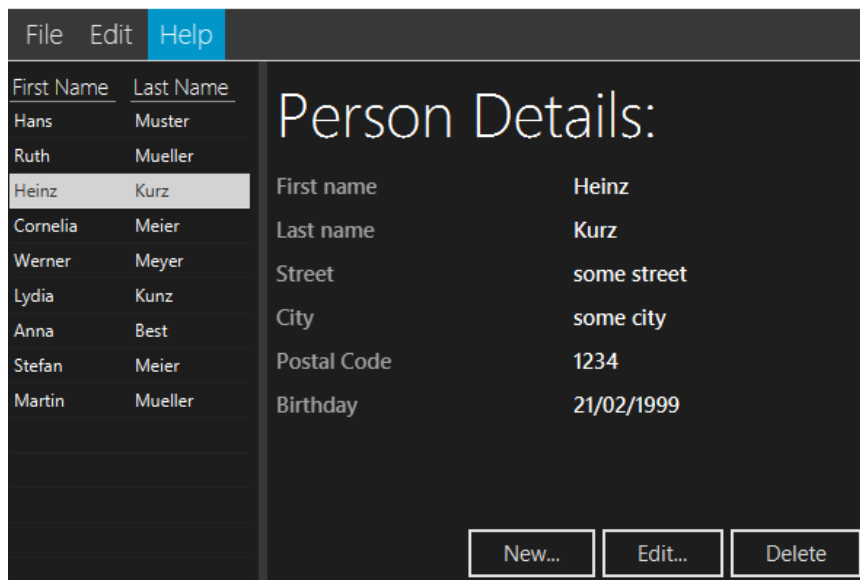 File Edit Help
First Name Last Name
Hans Muster
Ruth Mueller
Heinz Kurz
Cornelia Meier
Werner Meyer
Lydia Kunz
Anna Best
Stefan Meier
Martin Mueller
Person Details:
First name Heinz
Last name Kurz
Street some street
City some city
Postal Code 1234
Birthday 21/02/1999
New... Edit... Delete